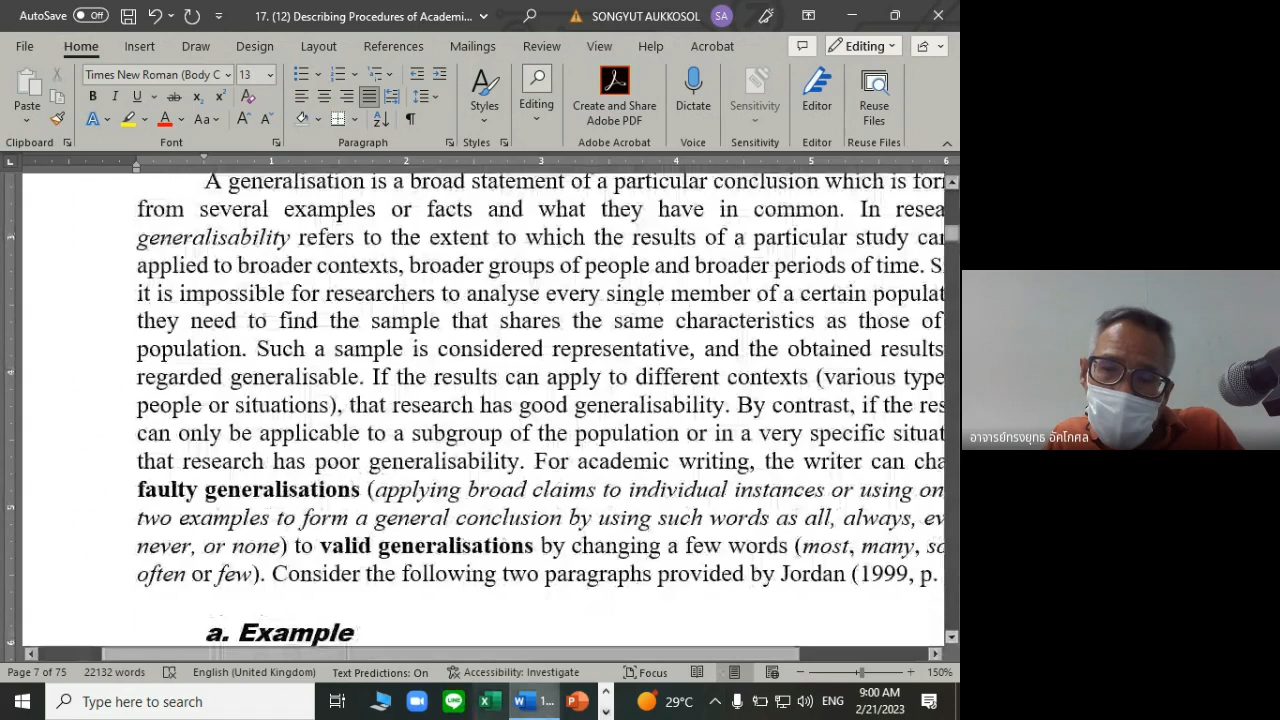 AutoSave Off 17. (12) Describing Procedures of Academi... SONGYUT AUKKOSOL SA
File Home Insert Draw Design Layout References Mailings Review View Help Acrobat Editing
Times New Roman (Body C 13
Paste B I U ab x₂ x² A Aa A A Styles Editing Create and Share Adobe PDF Dictate Sensitivity Editor Reuse Files
Clipboard Font Paragraph Styles Adobe Acrobat Voice Sensitivity Editor Reuse Files
1 2 3 4 5 6
A generalisation is a broad statement of a particular conclusion which is for
from several examples or facts and what they have in common. In resea
generalisability refers to the extent to which the results of a particular study can
applied to broader contexts, broader groups of people and broader periods of time. S
it is impossible for researchers to analyse every single member of a certain populat
they need to find the sample that shares the same characteristics as those of
population. Such a sample is considered representative, and the obtained results
regarded generalisable. If the results can apply to different contexts (various type
people or situations), that research has good generalisability. By contrast, if the res
can only be applicable to a subgroup of the population or in a very specific situat
that research has poor generalisability. For academic writing, the writer can cha
faulty generalisations (applying broad claims to individual instances or using on
two examples to form a general conclusion by using such words as all, always, ev
never, or none) to valid generalisations by changing a few words (most, many, so
often or few). Consider the following two paragraphs provided by Jordan (1999, p.
a. Example
อาจารย์ทรงยุทธ อัคโกศล
Page 7 of 75 22132 words English (United Kingdom) Text Predictions: On Accessibility: Investigate Focus 150%
Type here to search 1... 29°C ENG 9:00 AM
2/21/2023